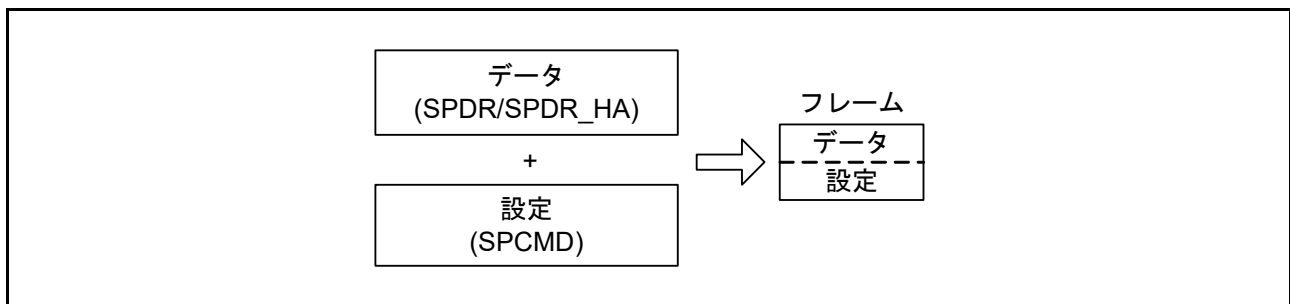 データ
(SPDR/SPDR_HA)
+
設定
(SPCMD)
フレーム
データ
設定